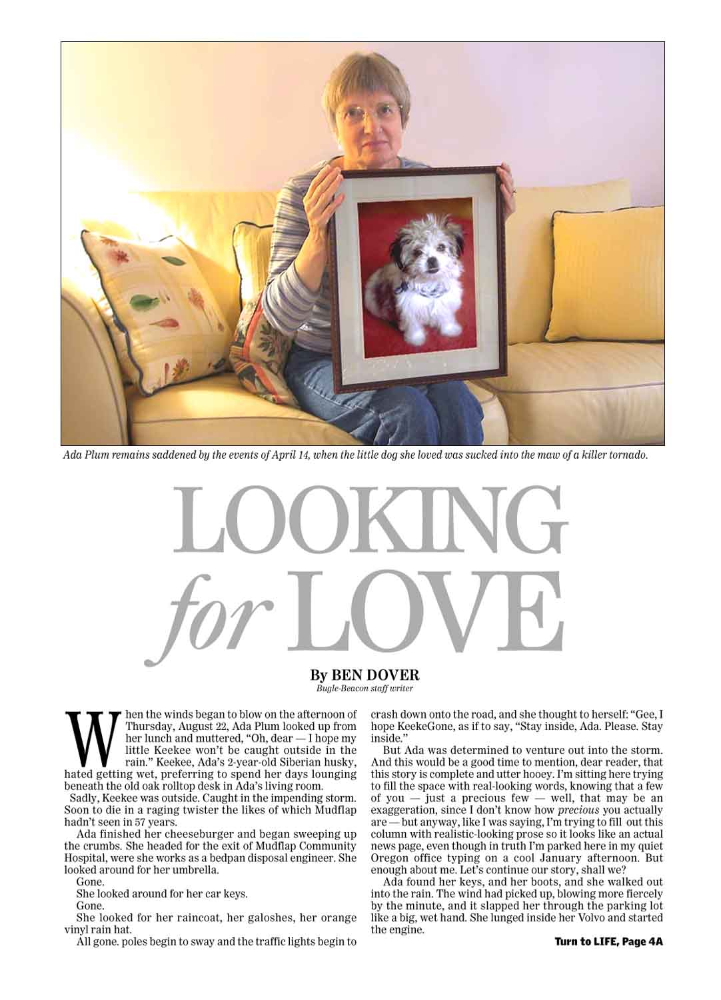 Ada Plum remains saddened by the events of April 14, when the little dog she loved was sucked into the maw of a killer tornado.
LOOKING
for LOVE
By BEN DOVER
Bugle-Beacon staff writer
When the winds began to blow on the afternoon of
Thursday, August 22, Ada Plum looked up from
her lunch and muttered, “Oh, dear — I hope my
little Keekee won’t be caught outside in the
rain.” Keekee, Ada’s 2-year-old Siberian husky,
hated getting wet, preferring to spend her days lounging
beneath the old oak rolltop desk in Ada’s living room.
Sadly, Keekee was outside. Caught in the impending storm.
Soon to die in a raging twister the likes of which Mudflap
hadn’t seen in 57 years.
Ada finished her cheeseburger and began sweeping up
the crumbs. She headed for the exit of Mudflap Community
Hospital, were she works as a bedpan disposal engineer. She
looked around for her umbrella.
Gone.
She looked around for her car keys.
Gone.
She looked for her raincoat, her galoshes, her orange
vinyl rain hat.
All gone. poles begin to sway and the traffic lights begin to
crash down onto the road, and she thought to herself: “Gee, I
hope KeekeGone, as if to say, “Stay inside, Ada. Please. Stay
inside.”
But Ada was determined to venture out into the storm.
And this would be a good time to mention, dear reader, that
this story is complete and utter hooey. I’m sitting here trying
to fill the space with real-looking words, knowing that a few
of you — just a precious few — well, that may be an
exaggeration, since I don’t know how precious you actually
are — but anyway, like I was saying, I’m trying to fill out this
column with realistic-looking prose so it looks like an actual
news page, even though in truth I’m parked here in my quiet
Oregon office typing on a cool January afternoon. But
enough about me. Let’s continue our story, shall we?
Ada found her keys, and her boots, and she walked out
into the rain. The wind had picked up, blowing more fiercely
by the minute, and it slapped her through the parking lot
like a big, wet hand. She lunged inside her Volvo and started
the engine.
Turn to LIFE, Page 4A